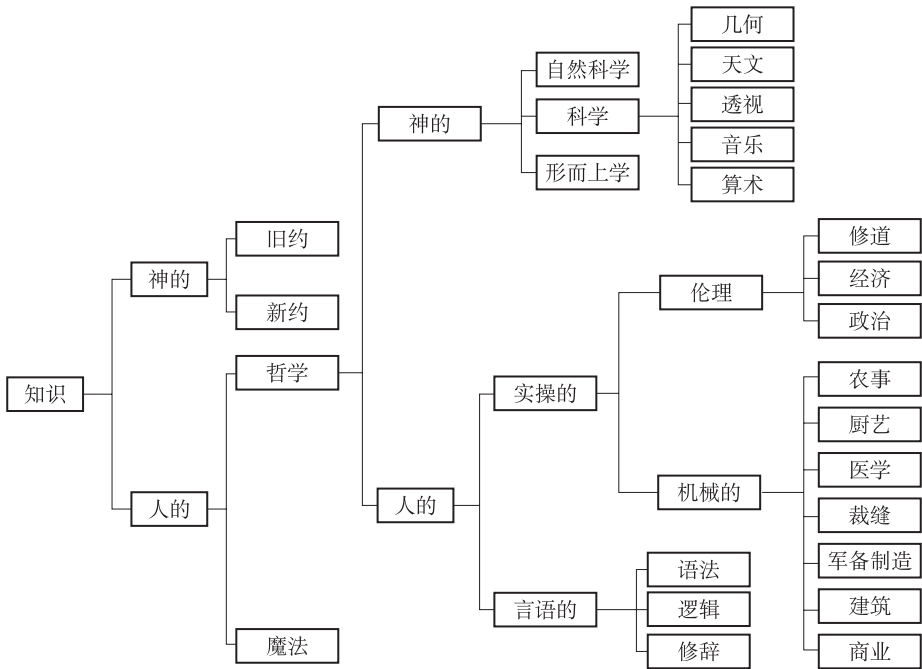 知识
神的
旧约
新约
人的
哲学
神的
自然科学
科学
几何
天文
透视
音乐
算术
形而上学
人的
实操的
伦理
修道
经济
政治
机械的
农事
厨艺
医学
裁缝
军备制造
建筑
商业
言语的
语法
逻辑
修辞
魔法